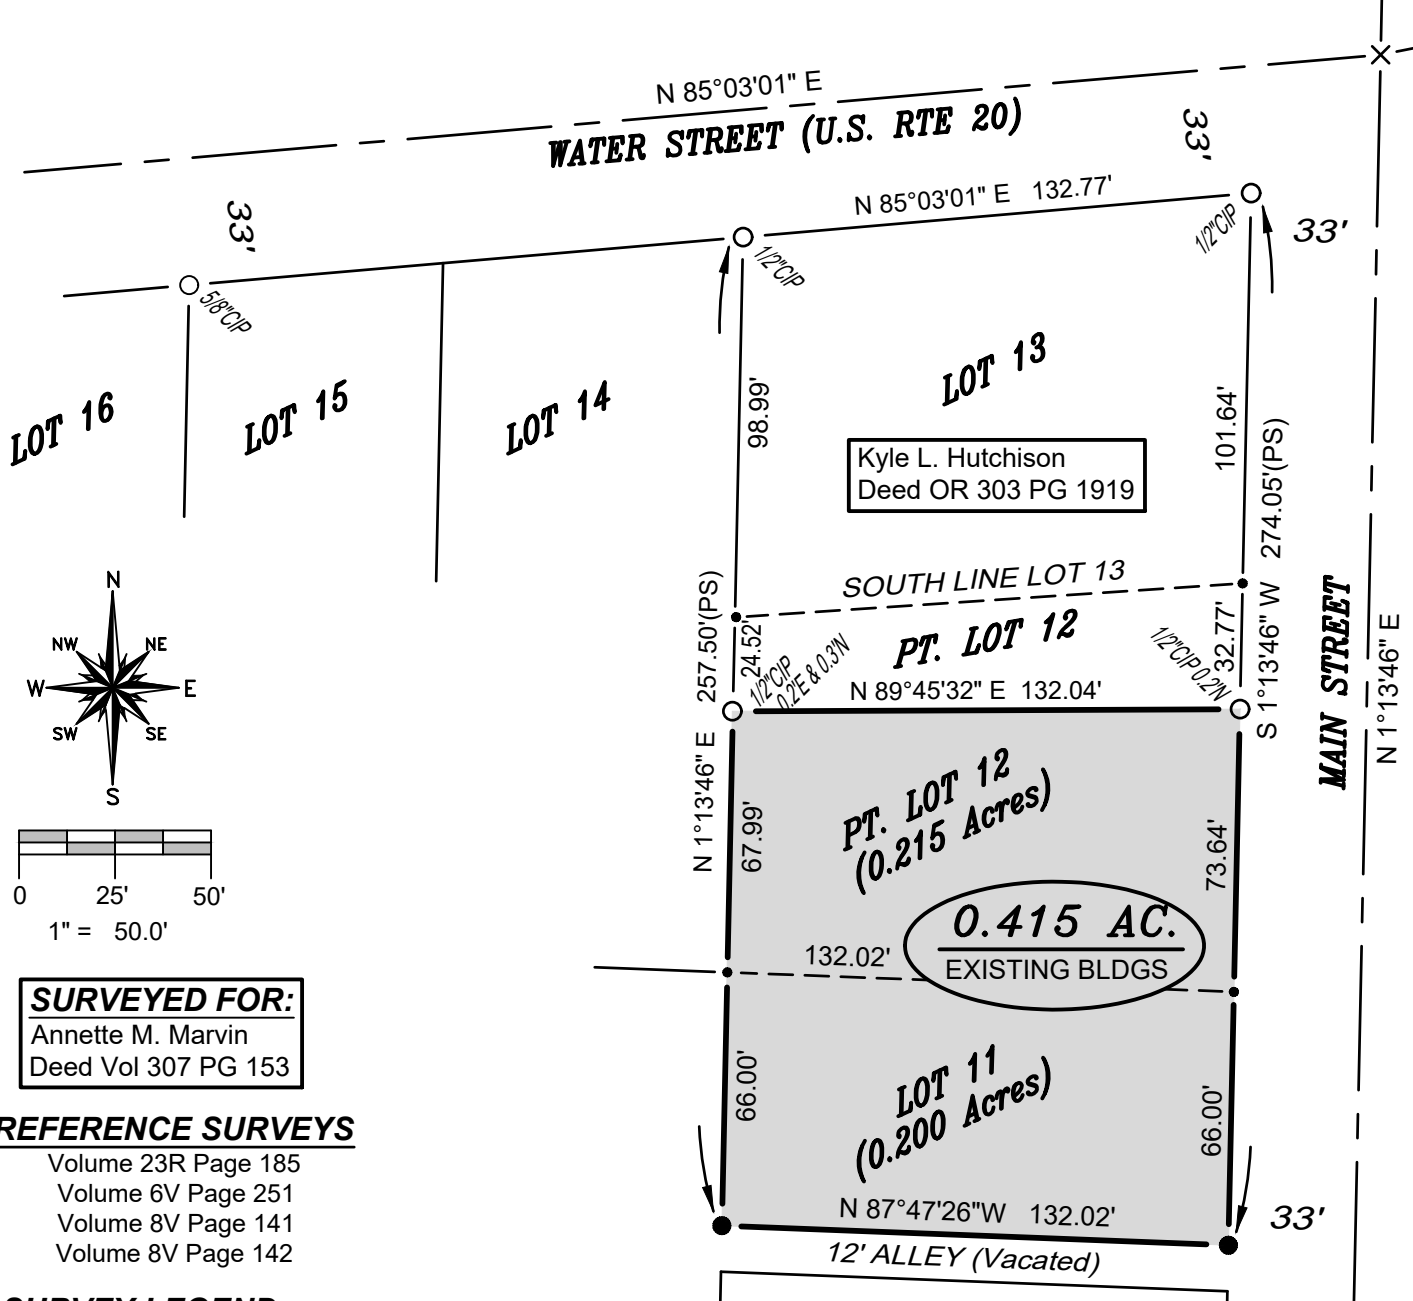 N 85°03'01" E
WATER STREET (U.S. RTE 20)
33'
33'
N 85°03'01" E 132.77'
33'
5/8"CIP
1/2"CIP
1/2"CIP
LOT 16
LOT 15
LOT 14
LOT 13
98.99'
101.64'
Kyle L. Hutchison
Deed OR 303 PG 1919
274.05'(PS)
S 1°13'46" W
SOUTH LINE LOT 13
PT. LOT 12
257.50'(PS)
N 1°13'46" E
24.52'
1/2"CIP
0.2'E & 0.3'N
1/2"CIP 0.2'N
32.77'
N 89°45'32" E 132.04'
MAIN STREET
N 1°13'46" E
N
NW
NE
W
E
SW
SE
S
0 25' 50'
1" = 50.0'
PT. LOT 12
(0.215 Acres)
67.99'
73.64'
0.415 AC.
EXISTING BLDGS
132.02'
LOT 11
(0.200 Acres)
66.00'
66.00'
N 87°47'26"W 132.02'
33'
12' ALLEY (Vacated)
SURVEYED FOR:
Annette M. Marvin
Deed Vol 307 PG 153
REFERENCE SURVEYS
Volume 23R Page 185
Volume 6V Page 251
Volume 8V Page 141
Volume 8V Page 142
SURVEY LEGEND